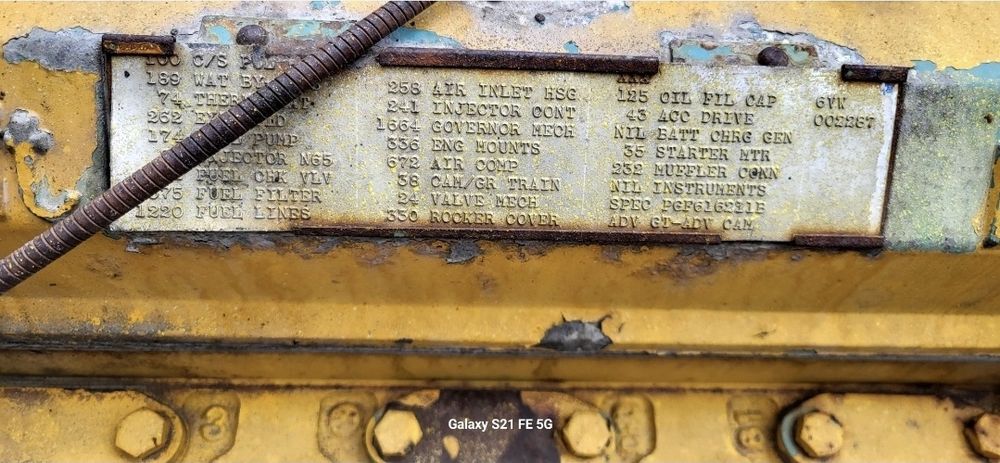 100 C/S
189 WAT
74
262
174 PUMP
INJECTOR N65
FUEL CHK VLV
FUEL FILTER
1220 FUEL LINES
258 AIR INLET HSG
241 INJECTOR CONT
1664 GOVERNOR MECH
336 ENG MOUNTS
672 AIR COMP
38 CAM/GR TRAIN
24 VALVE MECH
330 ROCKER COVER
125 OIL FIL CAP
43 ACC DRIVE
NIL BATT CHRG GEN
35 STARTER MTR
232 MUFFLER CONN
NIL INSTRUMENTS
SPEC PGF616211E
ADV GT-ADV CAM
6VN
002287
3
Galaxy S21 FE 5G